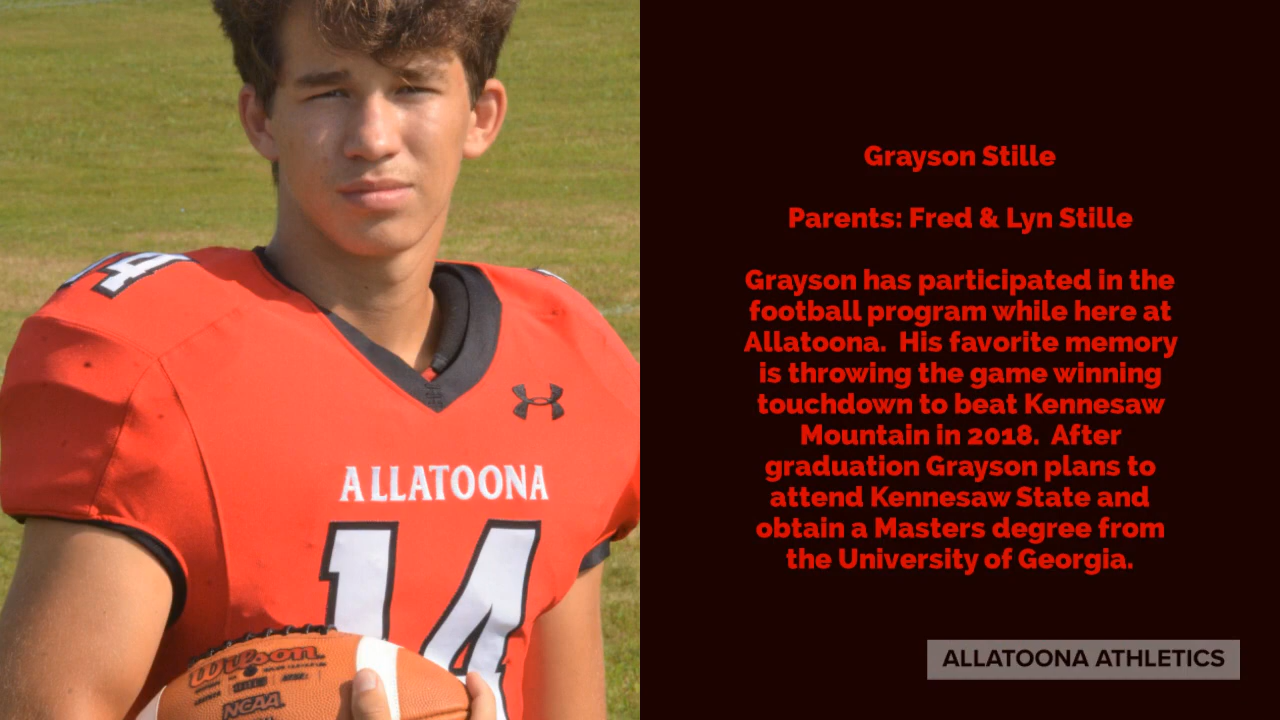 14
ALLATOONA
14
Wilson
NCAA
Grayson Stille
Parents: Fred & Lyn Stille
Grayson has participated in the
football program while here at
Allatoona.  His favorite memory
is throwing the game winning
touchdown to beat Kennesaw
Mountain in 2018.  After
graduation Grayson plans to
attend Kennesaw State and
obtain a Masters degree from
the University of Georgia.
ALLATOONA ATHLETICS